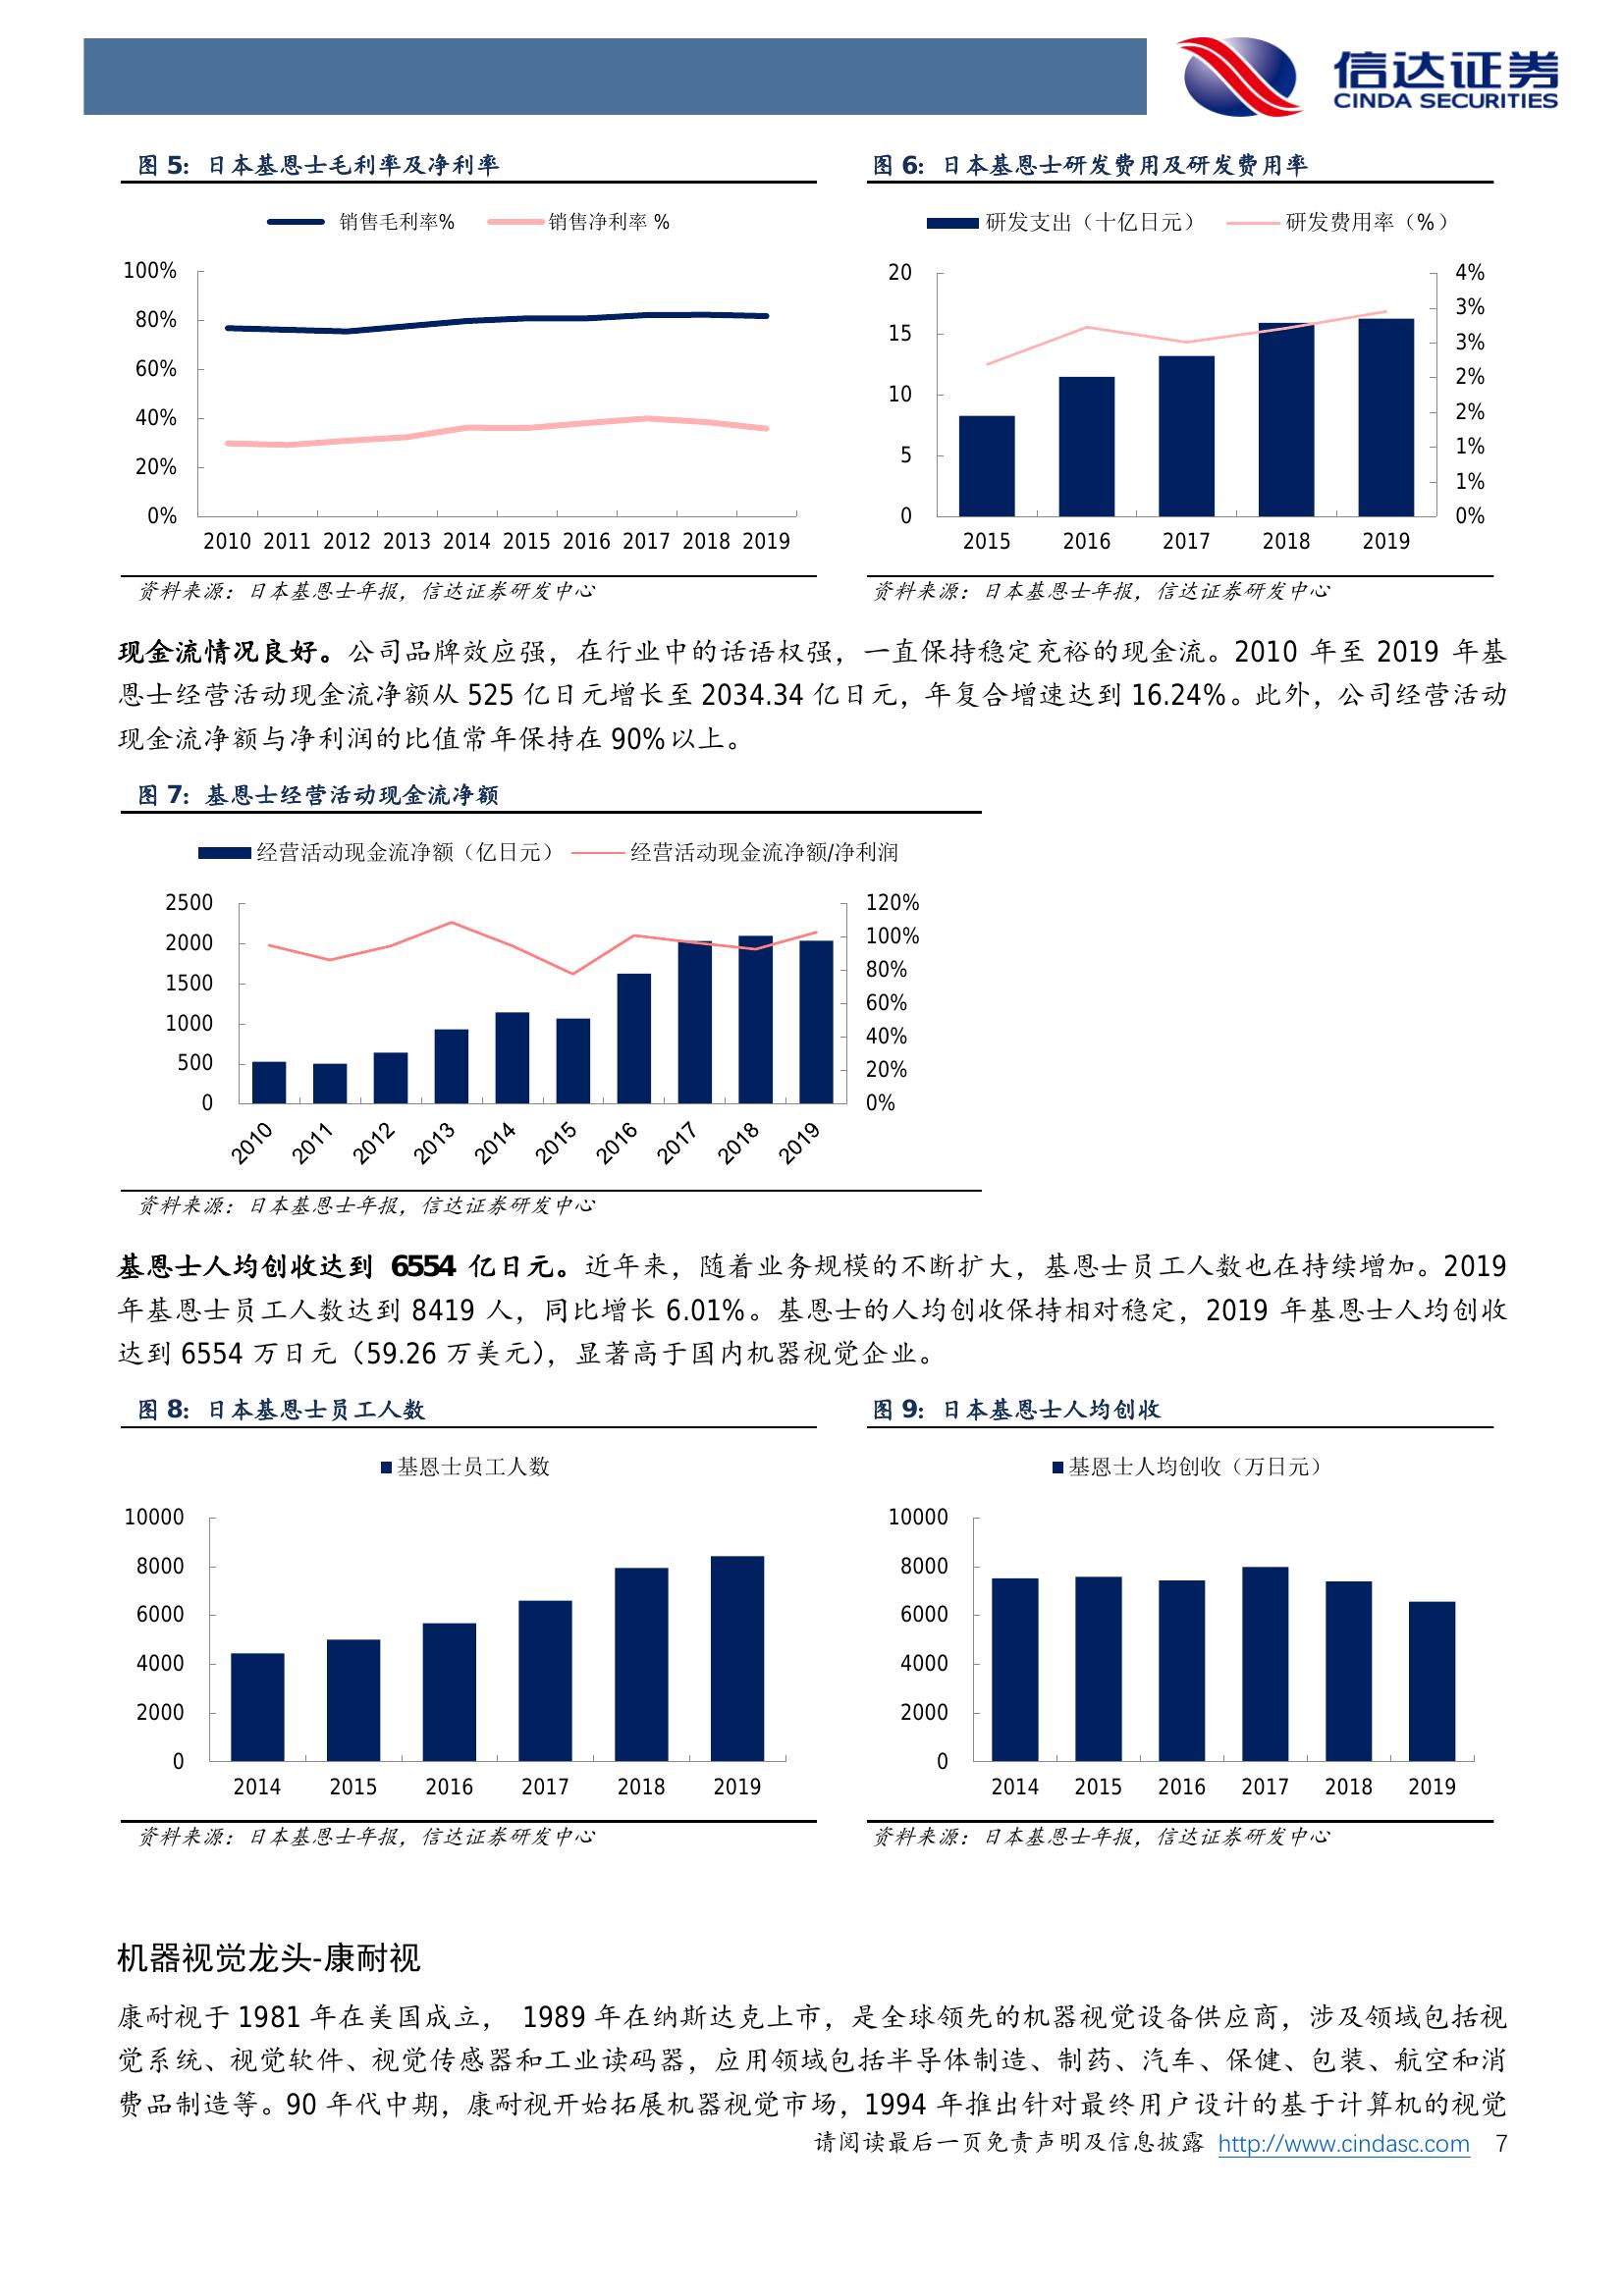 信达证券
CINDA SECURITIES
图 5：日本基恩士毛利率及净利率
销售毛利率% 销售净利率 %
100%
80%
60%
40%
20%
0%
2010 2011 2012 2013 2014 2015 2016 2017 2018 2019
资料来源：日本基恩士年报，信达证券研发中心
图 6：日本基恩士研发费用及研发费用率
研发支出（十亿日元） 研发费用率（%）
20 4%
3%
15 3%
10 2%
2%
5 1%
1%
0 0%
2015 2016 2017 2018 2019
资料来源：日本基恩士年报，信达证券研发中心
现金流情况良好。公司品牌效应强，在行业中的话语权强，一直保持稳定充裕的现金流。2010 年至 2019 年基
恩士经营活动现金流净额从 525 亿日元增长至 2034.34 亿日元，年复合增速达到 16.24%。此外，公司经营活动
现金流净额与净利润的比值常年保持在 90%以上。
图 7：基恩士经营活动现金流净额
经营活动现金流净额（亿日元） 经营活动现金流净额/净利润
2500 120%
2000 100%
1500 80%
60%
1000 40%
500 20%
0 0%
2010 2011 2012 2013 2014 2015 2016 2017 2018 2019
资料来源：日本基恩士年报，信达证券研发中心
基恩士人均创收达到 6554 亿日元。近年来，随着业务规模的不断扩大，基恩士员工人数也在持续增加。2019
年基恩士员工人数达到 8419 人，同比增长 6.01%。基恩士的人均创收保持相对稳定，2019 年基恩士人均创收
达到 6554 万日元（59.26 万美元），显著高于国内机器视觉企业。
图 8：日本基恩士员工人数
基恩士员工人数
10000
8000
6000
4000
2000
0
2014 2015 2016 2017 2018 2019
资料来源：日本基恩士年报，信达证券研发中心
图 9：日本基恩士人均创收
基恩士人均创收（万日元）
10000
8000
6000
4000
2000
0
2014 2015 2016 2017 2018 2019
资料来源：日本基恩士年报，信达证券研发中心
机器视觉龙头-康耐视
康耐视于 1981 年在美国成立， 1989 年在纳斯达克上市，是全球领先的机器视觉设备供应商，涉及领域包括视
觉系统、视觉软件、视觉传感器和工业读码器，应用领域包括半导体制造、制药、汽车、保健、包装、航空和消
费品制造等。90 年代中期，康耐视开始拓展机器视觉市场，1994 年推出针对最终用户设计的基于计算机的视觉
请阅读最后一页免责声明及信息披露 http://www.cindasc.com 7